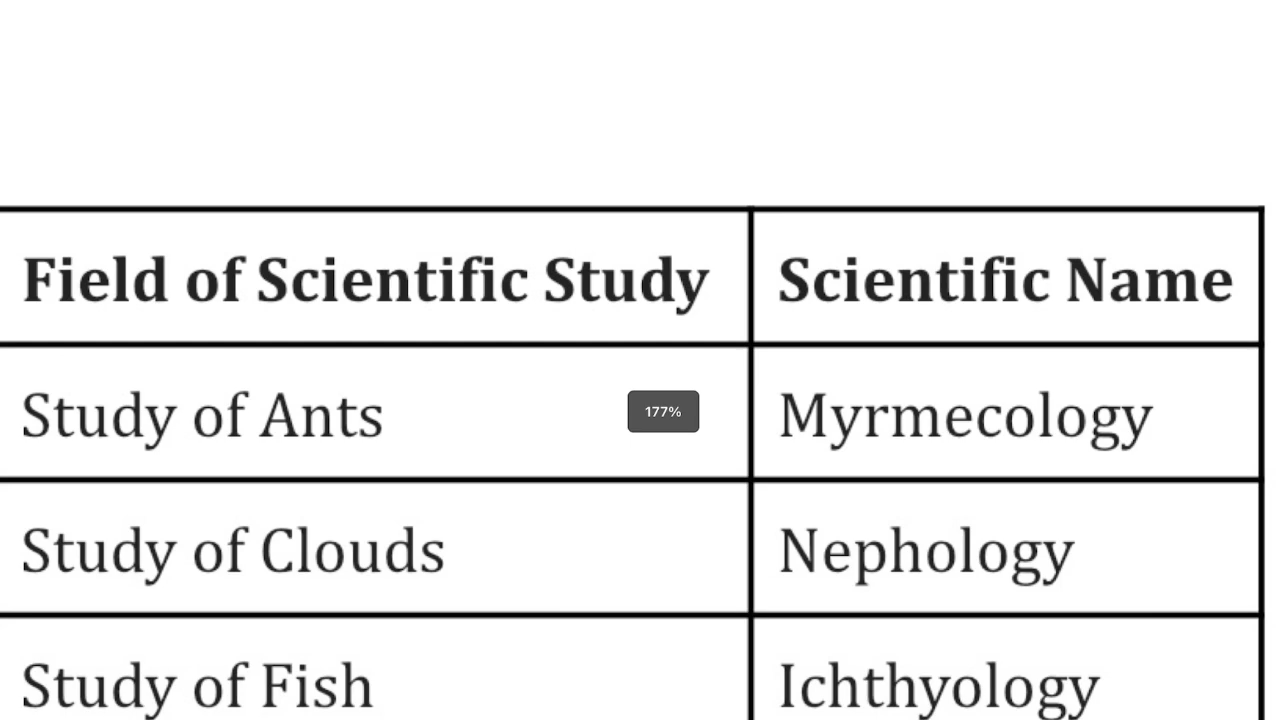 Field of Scientific Study Scientific Name
Study of Ants 177% Myrmecology
Study of Clouds Nephology
Study of Fish Ichthyology